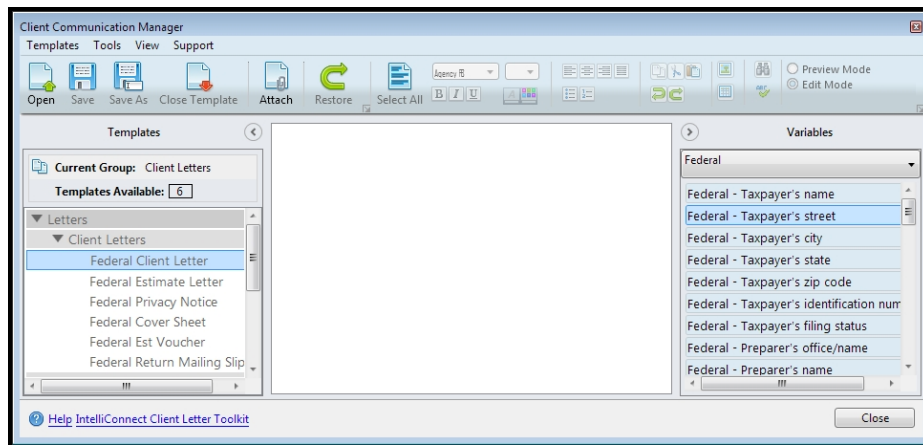 Client Communication Manager
Templates Tools View Support
Open Save Save As Close Template Attach Restore Select All
Agency FB
B I U A
ABC
Preview Mode
Edit Mode
Templates
Current Group: Client Letters
Templates Available: 6
Letters
Client Letters
Federal Client Letter
Federal Estimate Letter
Federal Privacy Notice
Federal Cover Sheet
Federal Est Voucher
Federal Return Mailing Slip
Variables
Federal
Federal - Taxpayer's name
Federal - Taxpayer's street
Federal - Taxpayer's city
Federal - Taxpayer's state
Federal - Taxpayer's zip code
Federal - Taxpayer's identification num
Federal - Taxpayer's filing status
Federal - Preparer's office/name
Federal - Preparer's name
Help IntelliConnect Client Letter Toolkit
Close